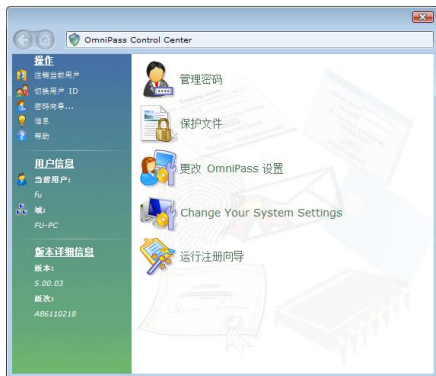 OmniPass Control Center
操作
注销当前用户
切换用户 ID
密码向导...
信息
帮助
用户信息
当前用户:
fu
域:
FU-PC
版本详细信息
版本:
5.00.03
版次:
A86110218
管理密码
保护文件
更改 OmniPass 设置
Change Your System Settings
运行注册向导